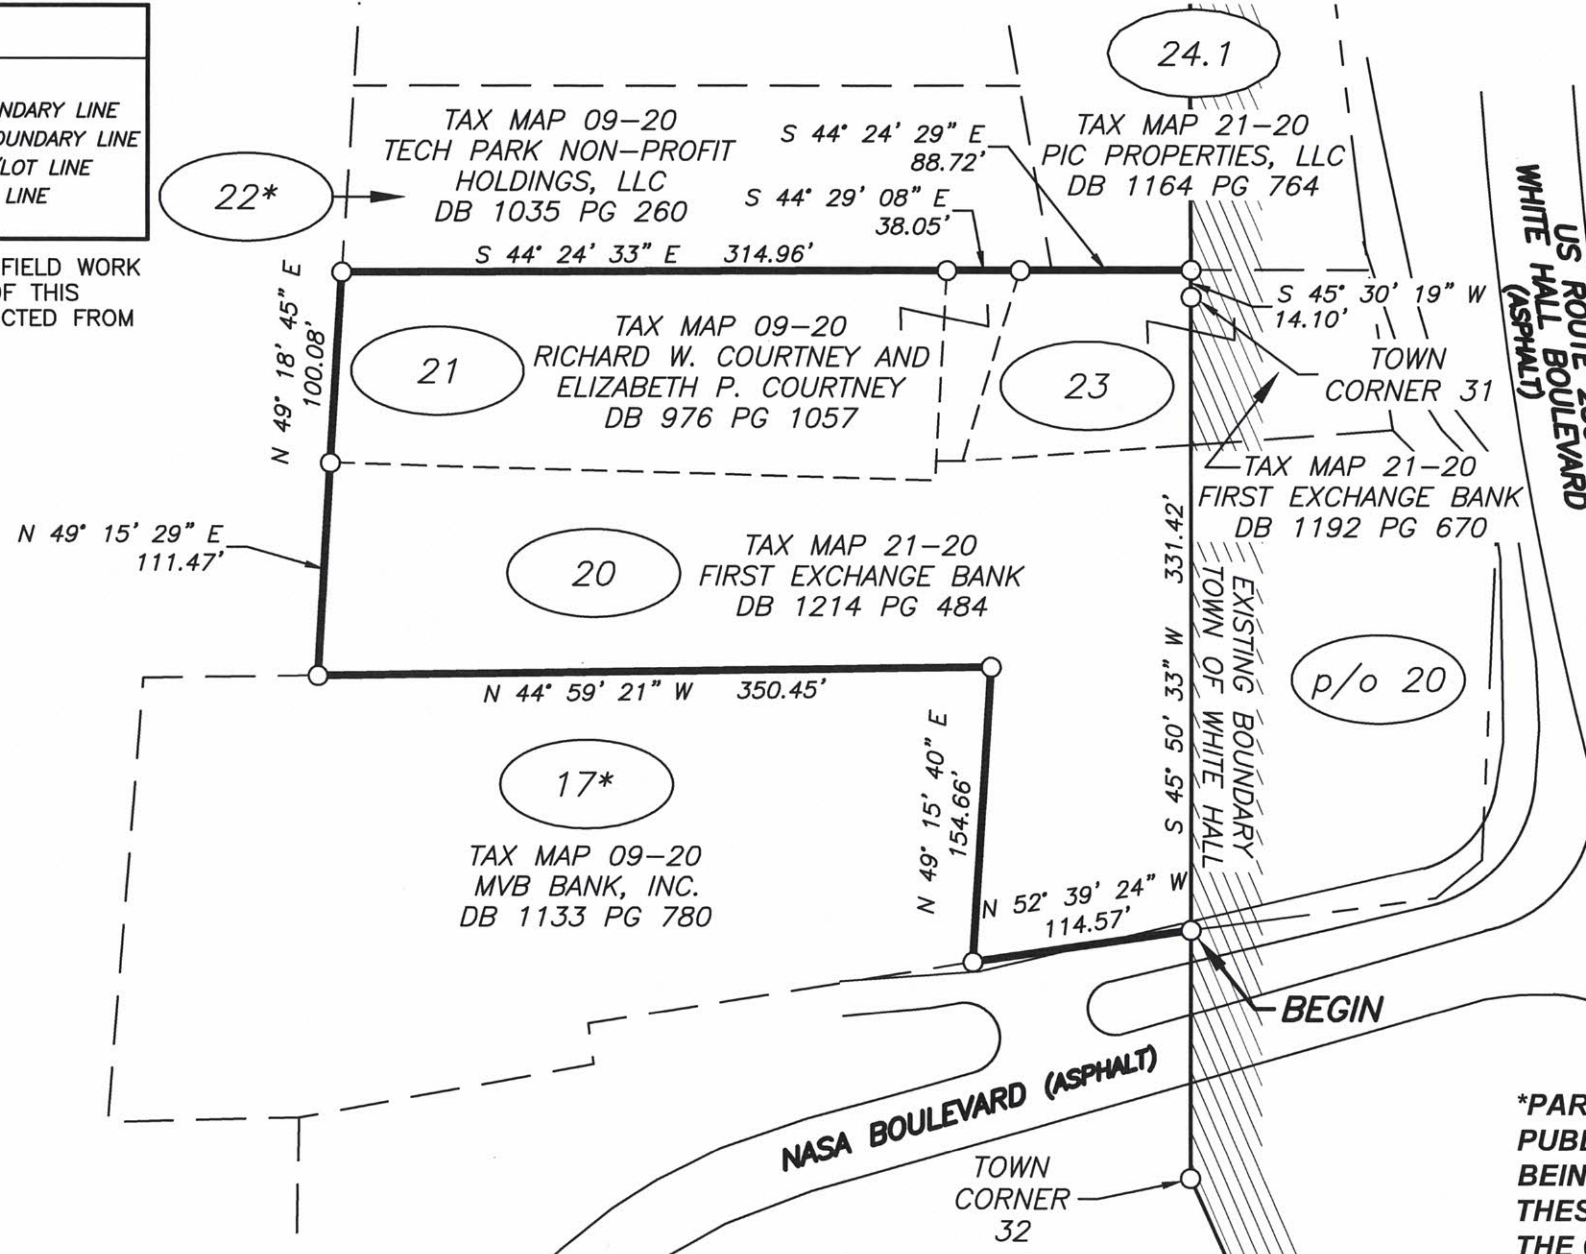 NDARY LINE
OUNDARY LINE
/LOT LINE
LINE
FIELD WORK
OF THIS
CTED FROM
22*
TAX MAP 09-20
TECH PARK NON-PROFIT
HOLDINGS, LLC
DB 1035 PG 260
S 44° 24' 29" E
88.72'
S 44° 29' 08" E
38.05'
24.1
TAX MAP 21-20
PIC PROPERTIES, LLC
DB 1164 PG 764
S 44° 24' 33" E 314.96'
N 49° 18' 45" E
100.08'
21
TAX MAP 09-20
RICHARD W. COURTNEY AND
ELIZABETH P. COURTNEY
DB 976 PG 1057
23
S 45° 30' 19" W
14.10'
TOWN
CORNER 31
US ROUTE
WHITE HALL BOULEVARD
(ASPHALT)
TAX MAP 21-20
FIRST EXCHANGE BANK
DB 1192 PG 670
N 49° 15' 29" E
111.47'
20
TAX MAP 21-20
FIRST EXCHANGE BANK
DB 1214 PG 484
S 45° 50' 33" W 331.42'
EXISTING BOUNDARY
TOWN OF WHITE HALL
p/o 20
N 44° 59' 21" W 350.45'
17*
TAX MAP 09-20
MVB BANK, INC.
DB 1133 PG 780
N 49° 15' 40" E
154.66'
N 52° 39' 24" W
114.57'
BEGIN
NASA BOULEVARD (ASPHALT)
TOWN
CORNER
32
*PAR
PUBL
BEIN
THES
THE